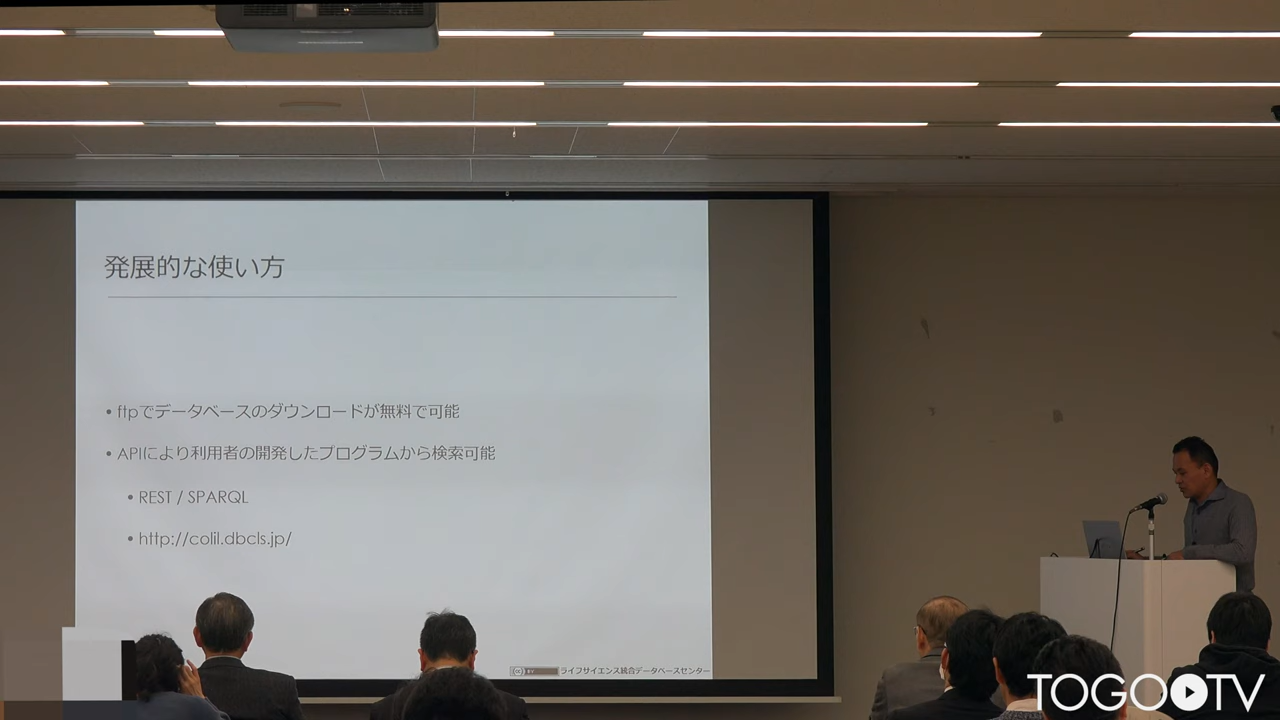 発展的な使い方
• ftpでデータベースのダウンロードが無料で可能
• APIにより利用者の開発したプログラムから検索可能
• REST / SPARQL
• http://colil.dbcls.jp/
ライフサイエンス統合データベースセンター
TOGO TV